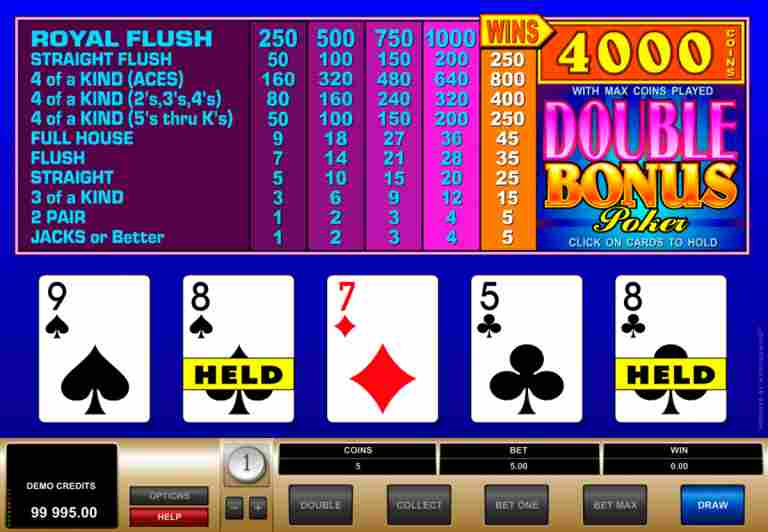 ROYAL FLUSH 250 500 750 1000 WINS 4000 COINS
STRAIGHT FLUSH 50 100 150 200 250
4 of a KIND (ACES) 160 320 480 640 800
4 of a KIND (2's,3's,4's) 80 160 240 320 400
4 of a KIND (5's thru K's) 50 100 150 200 250
FULL HOUSE 9 18 27 36 45
FLUSH 7 14 21 28 35
STRAIGHT 5 10 15 20 25
3 of a KIND 3 6 9 12 15
2 PAIR 1 2 3 4 5
JACKS or Better 1 2 3 4 5
WITH MAX COINS PLAYED
DOUBLE
BONUS
Poker
CLICK ON CARDS TO HOLD
9 8 7 5 8
HELD HELD
DEMO CREDITS
99 995.00
OPTIONS
HELP
1
- +
COINS BET WIN
5 5.00 0.00
DOUBLE COLLECT BET ONE BET MAX DRAW